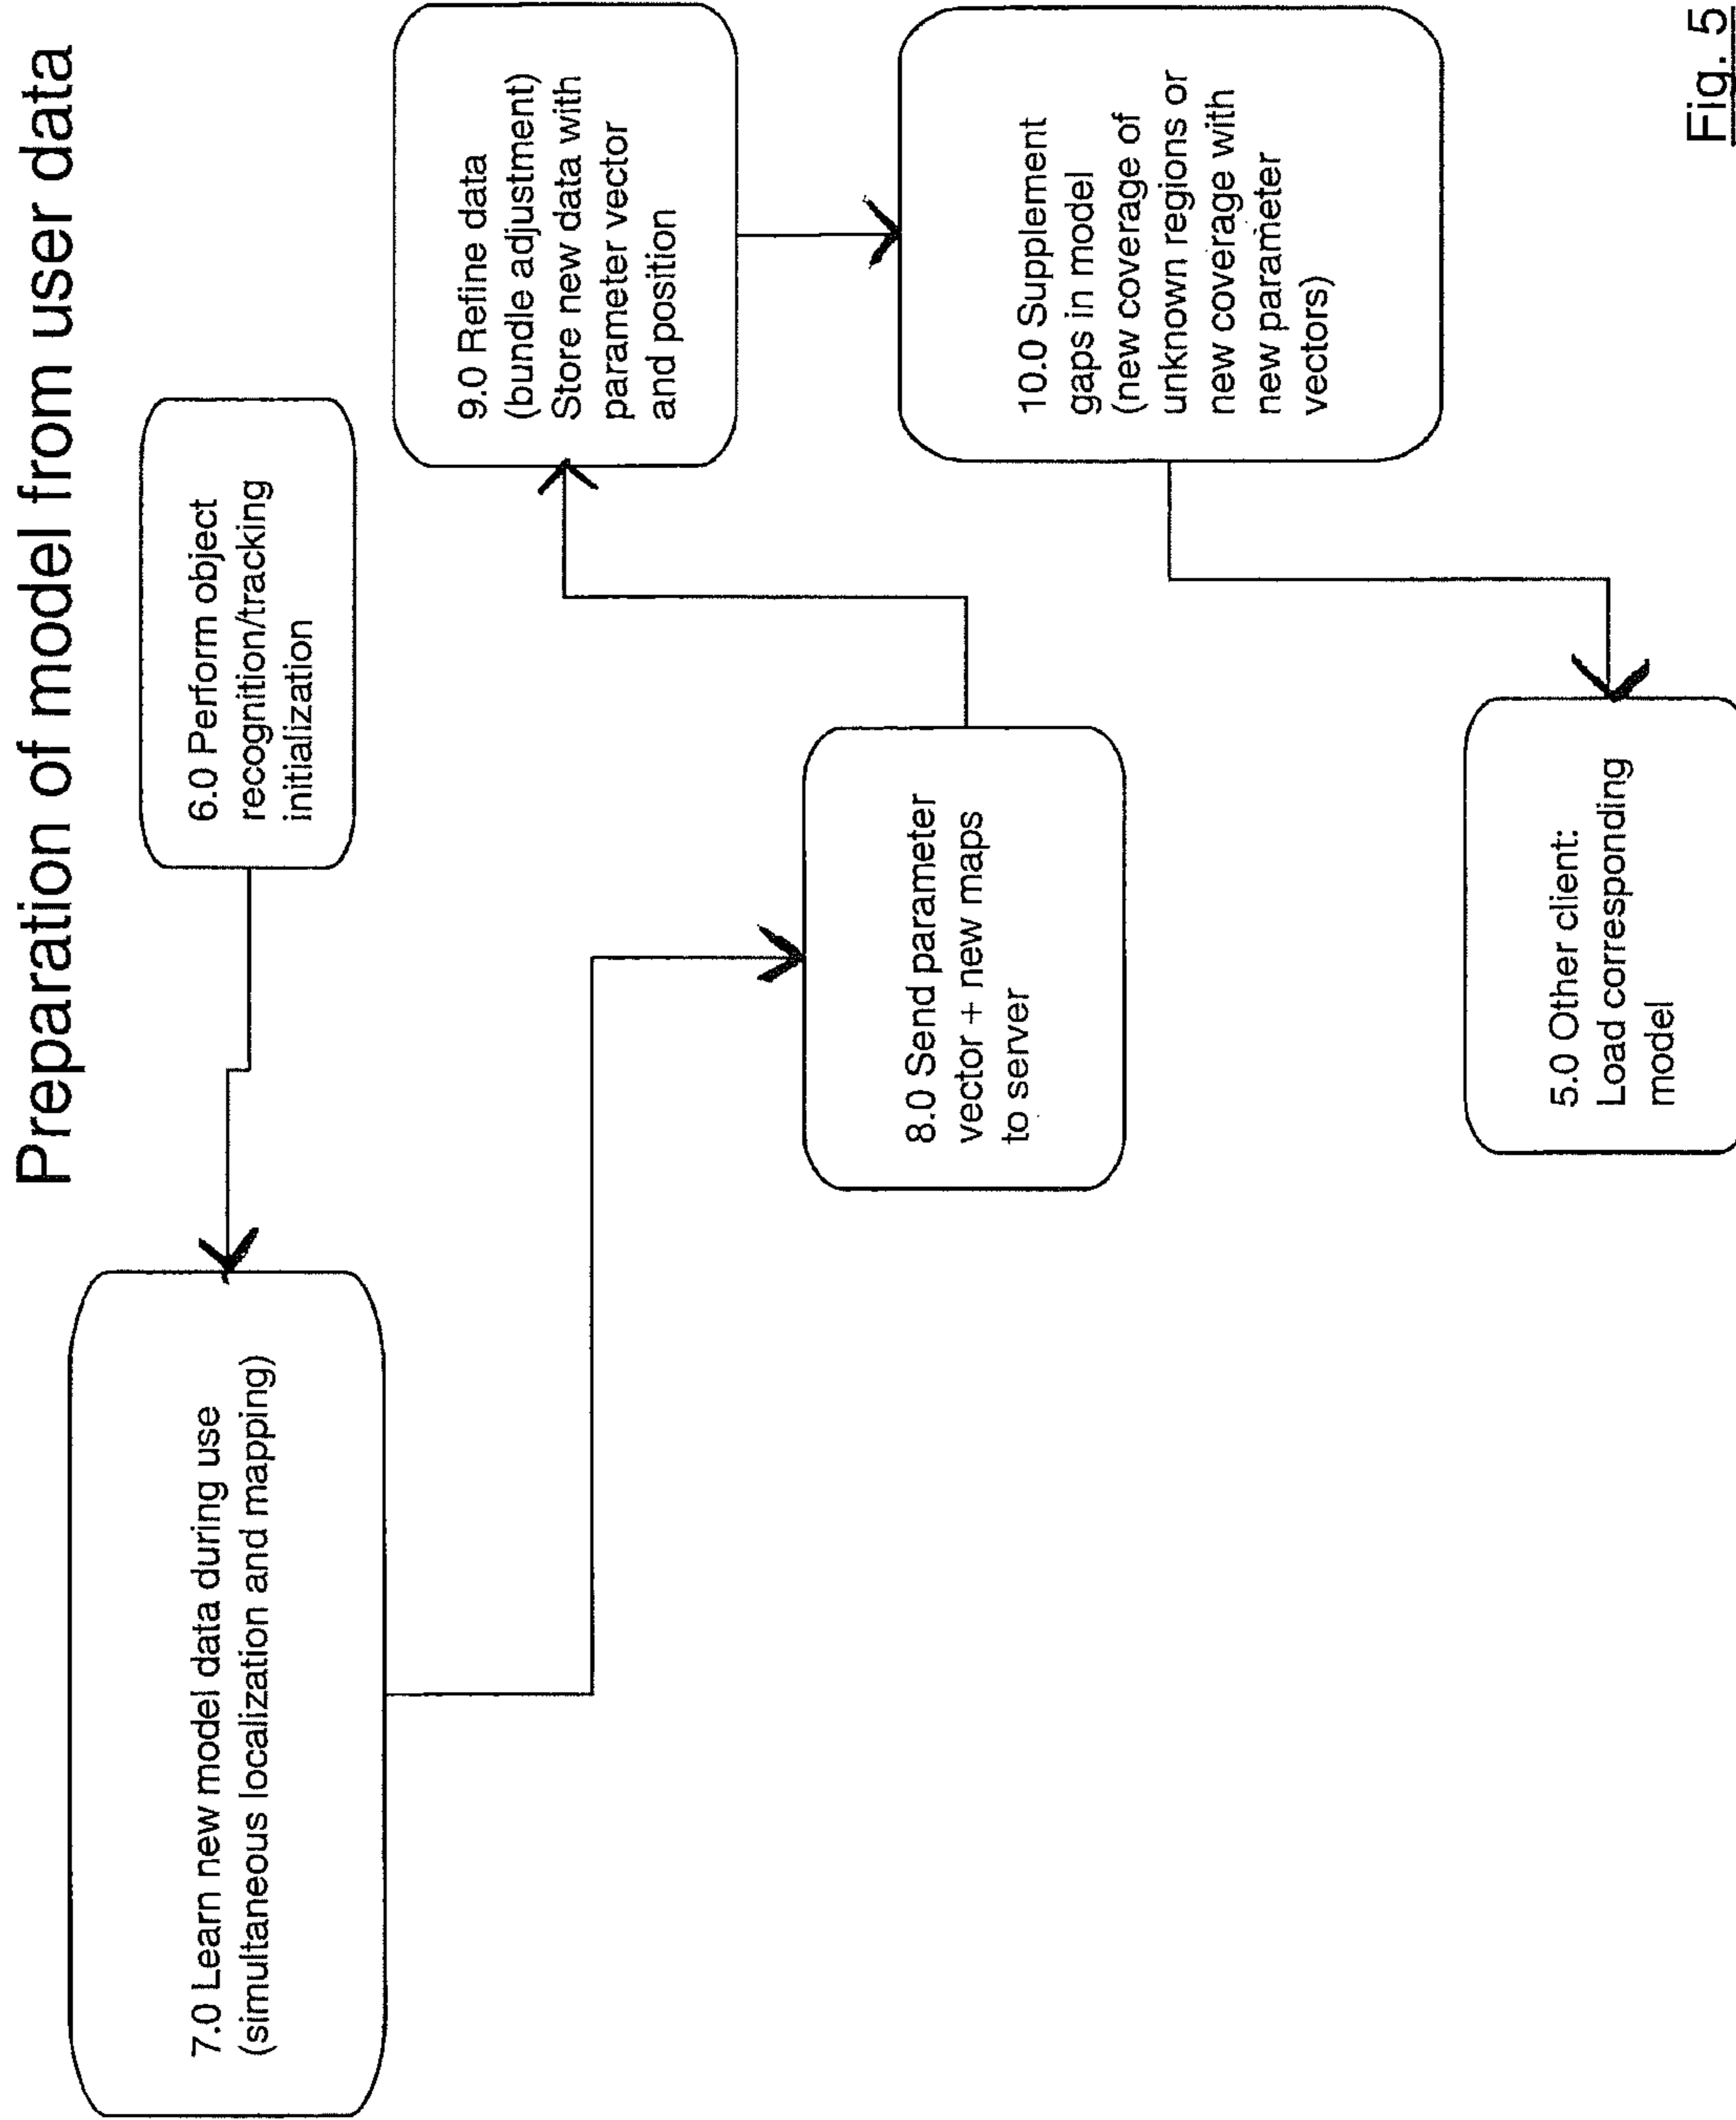 Preparation of model from user data
6.0 Perform object
recognition/tracking
initialization
7.0 Learn new model data during use
(simultaneous localization and mapping)
8.0 Send parameter
vector + new maps
to server
9.0 Refine data
(bundle adjustment)
Store new data with
parameter vector
and position
10.0 Supplement
gaps in model
(new coverage of
unknown regions or
new coverage with
new parameter
vectors)
5.0 Other client:
Load corresponding
model
Fig. 5